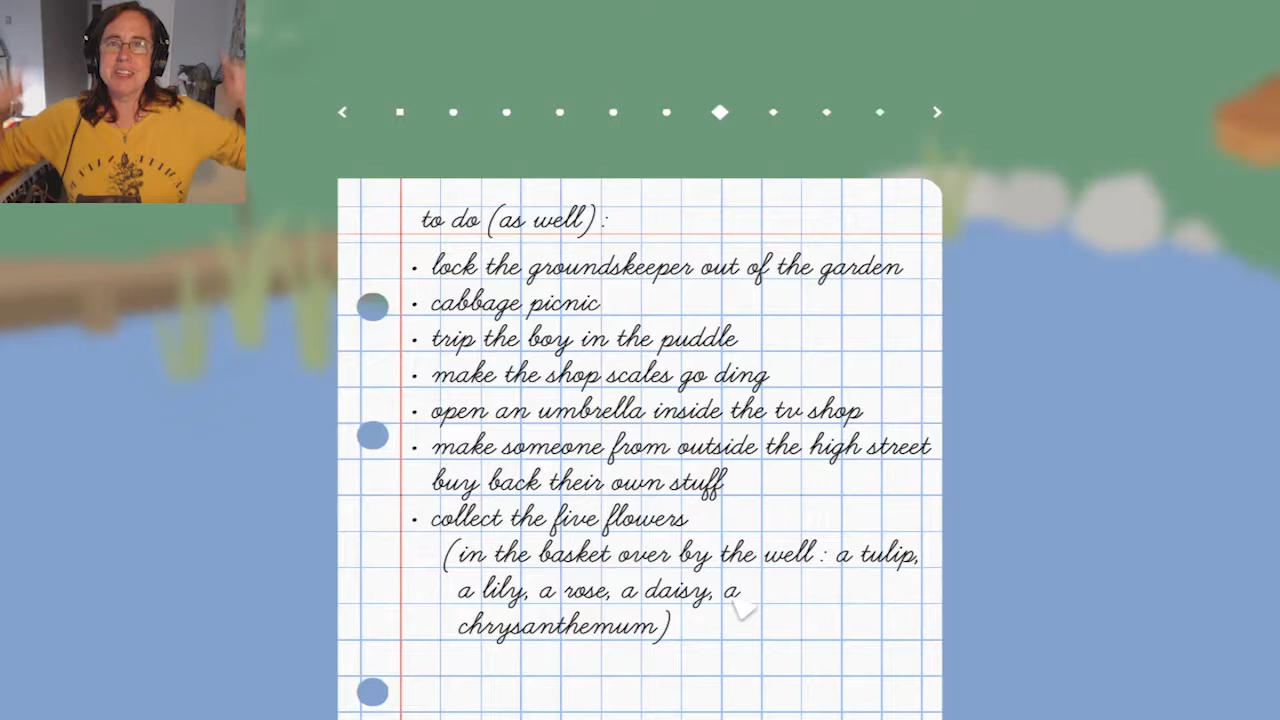 to do (as well) :
• lock the groundskeeper out of the garden
• cabbage picnic
• trip the boy in the puddle
• make the shop scales go ding
• open an umbrella inside the tv shop
• make someone from outside the high street
buy back their own stuff
• collect the five flowers
(in the basket over by the well : a tulip,
a lily, a rose, a daisy, a
chrysanthemum)